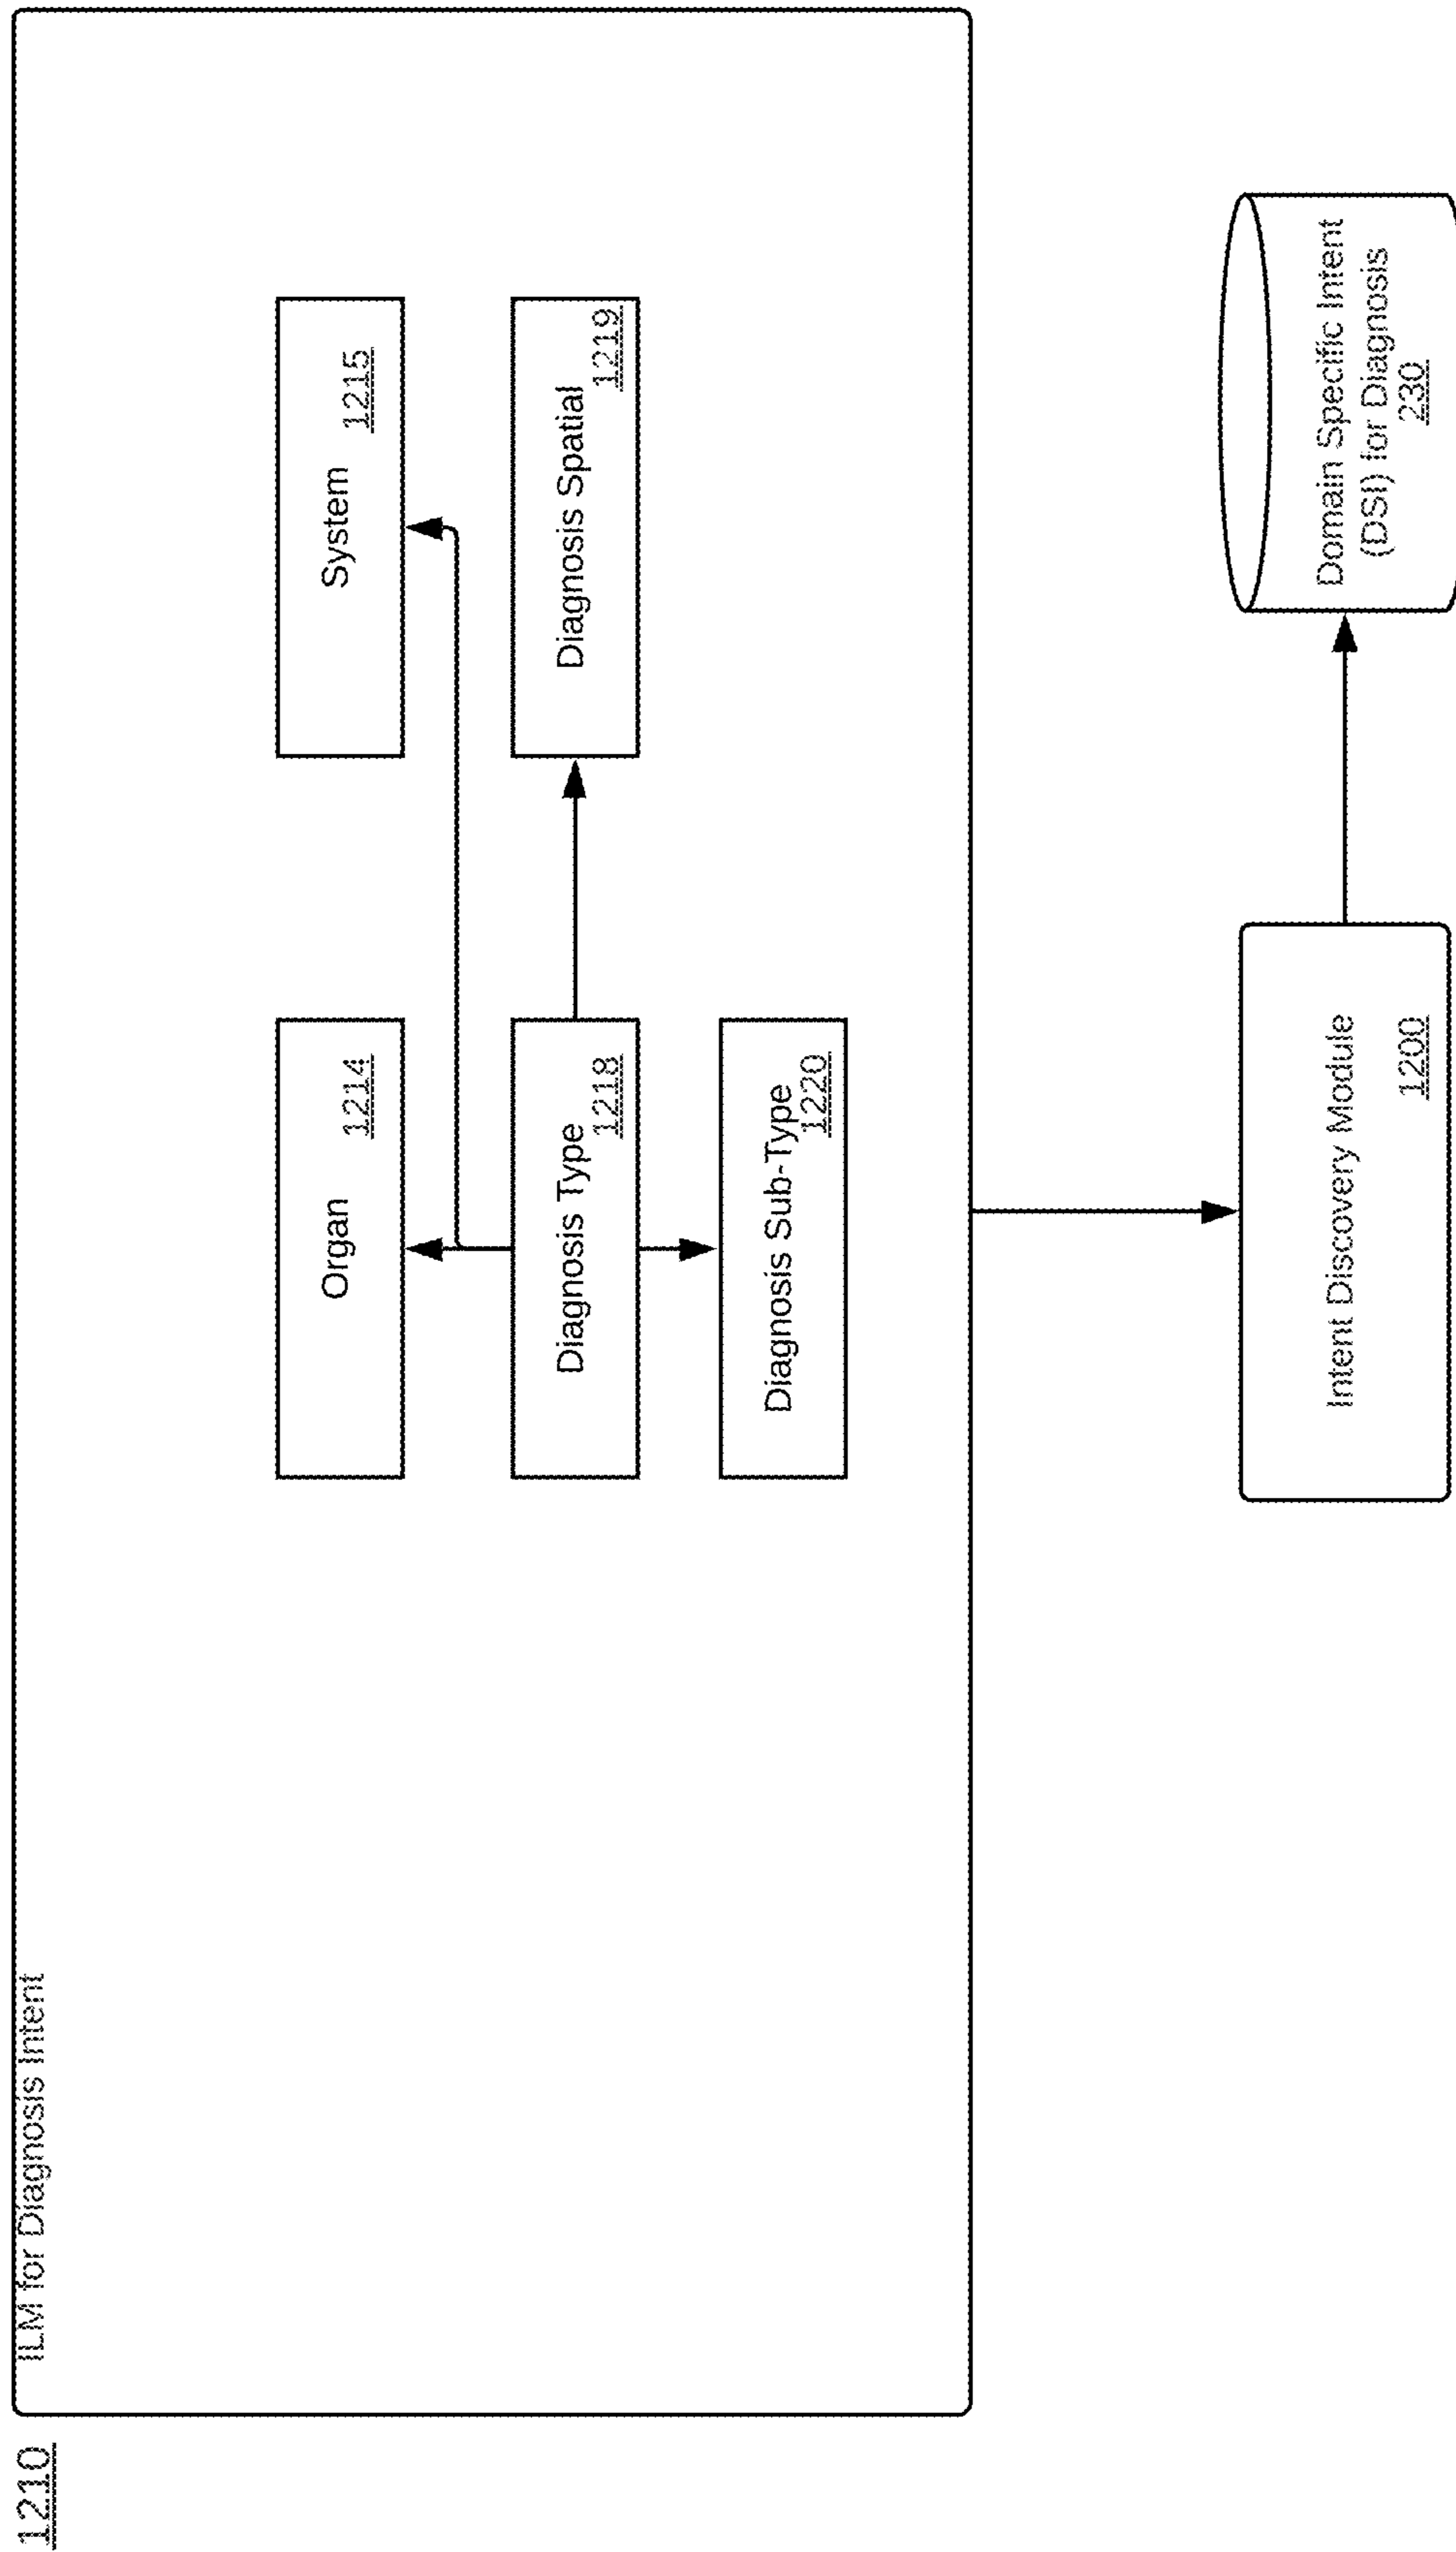 1210
ILM for Diagnosis Intent
Organ
1214
System
1215
Diagnosis Type
1218
Diagnosis Spatial
1219
Diagnosis Sub-Type
1220
Intent Discovery Module
1200
Domain Specific Intent
(DSI) for Diagnosis
230